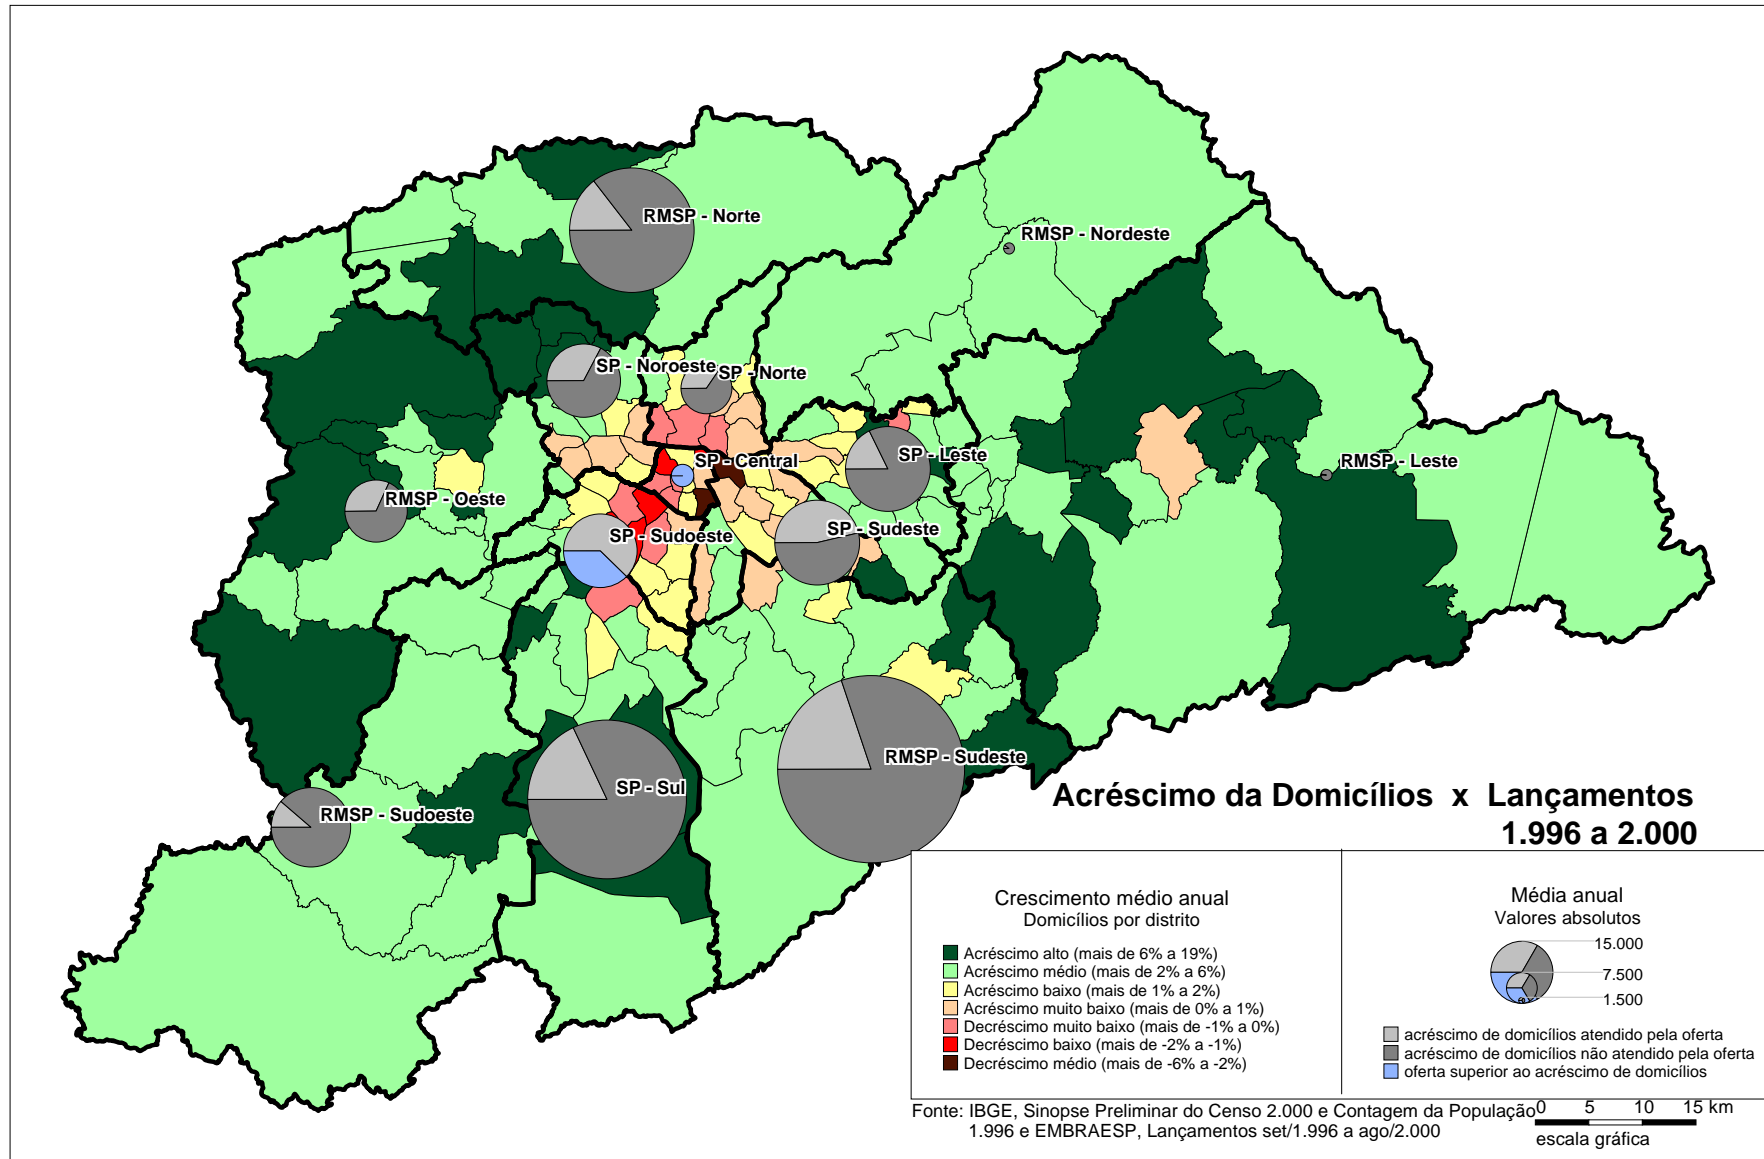 RMSP - Norte
RMSP - Nordeste
SP - Noroeste
SP - Norte
SP - Central
SP - Leste
RMSP - Leste
RMSP - Oeste
SP - Sudoeste
SP - Sudeste
RMSP - Sudeste
SP - Sul
RMSP - Sudoeste
Acréscimo da Domicílios x Lançamentos
1.996 a 2.000
Crescimento médio anual
Domicílios por distrito
Acréscimo alto (mais de 6% a 19%)
Acréscimo médio (mais de 2% a 6%)
Acréscimo baixo (mais de 1% a 2%)
Acréscimo muito baixo (mais de 0% a 1%)
Decréscimo muito baixo (mais de -1% a 0%)
Decréscimo baixo (mais de -2% a -1%)
Decréscimo médio (mais de -6% a -2%)
Média anual
Valores absolutos
15.000
7.500
1.500
acréscimo de domicílios atendido pela oferta
acréscimo de domicílios não atendido pela oferta
oferta superior ao acréscimo de domicílios
Fonte: IBGE, Sinopse Preliminar do Censo 2.000 e Contagem da População
1.996 e EMBRAESP, Lançamentos set/1.996 a ago/2.000
0 5 10 15 km
escala gráfica